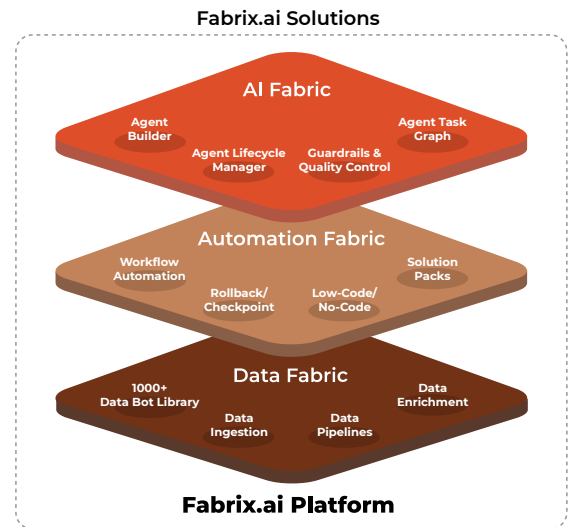 Fabrix.ai Solutions
AI Fabric
Agent
Builder
Agent Lifecycle
Manager
Guardrails &
Quality Control
Agent Task
Graph
Automation Fabric
Workflow
Automation
Rollback/
Checkpoint
Low-Code/
No-Code
Solution
Packs
Data Fabric
1000+
Data Bot Library
Data
Ingestion
Data
Pipelines
Data
Enrichment
Fabrix.ai Platform